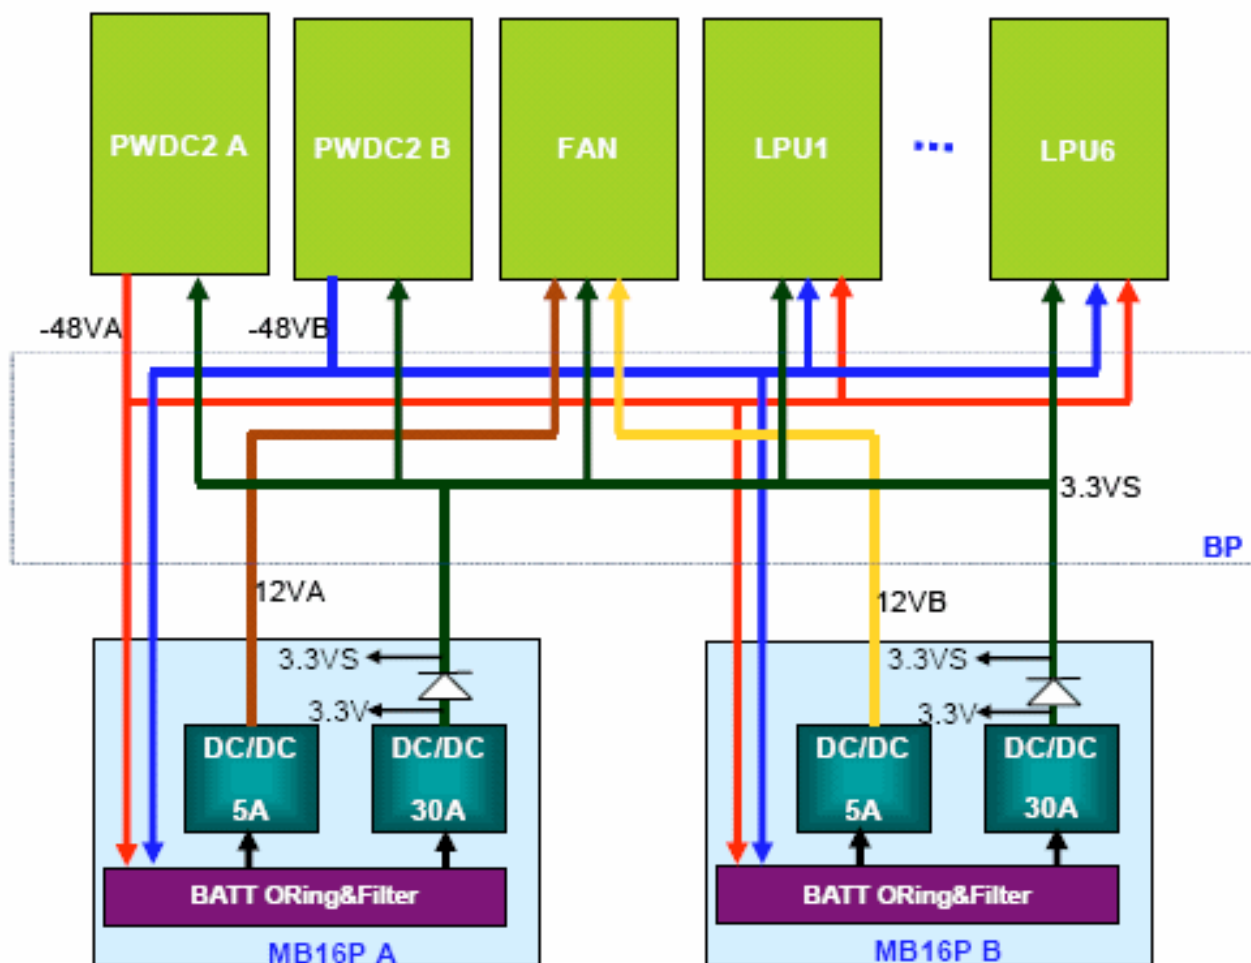 PWDC2 A
PWDC2 B
FAN
LPU1
...
LPU6
-48VA
-48VB
3.3VS
BP
12VA
12VB
3.3VS
3.3V
3.3VS
3.3V
DC/DC
5A
DC/DC
30A
DC/DC
5A
DC/DC
30A
BATT ORing&Filter
BATT ORing&Filter
MB16P A
MB16P B